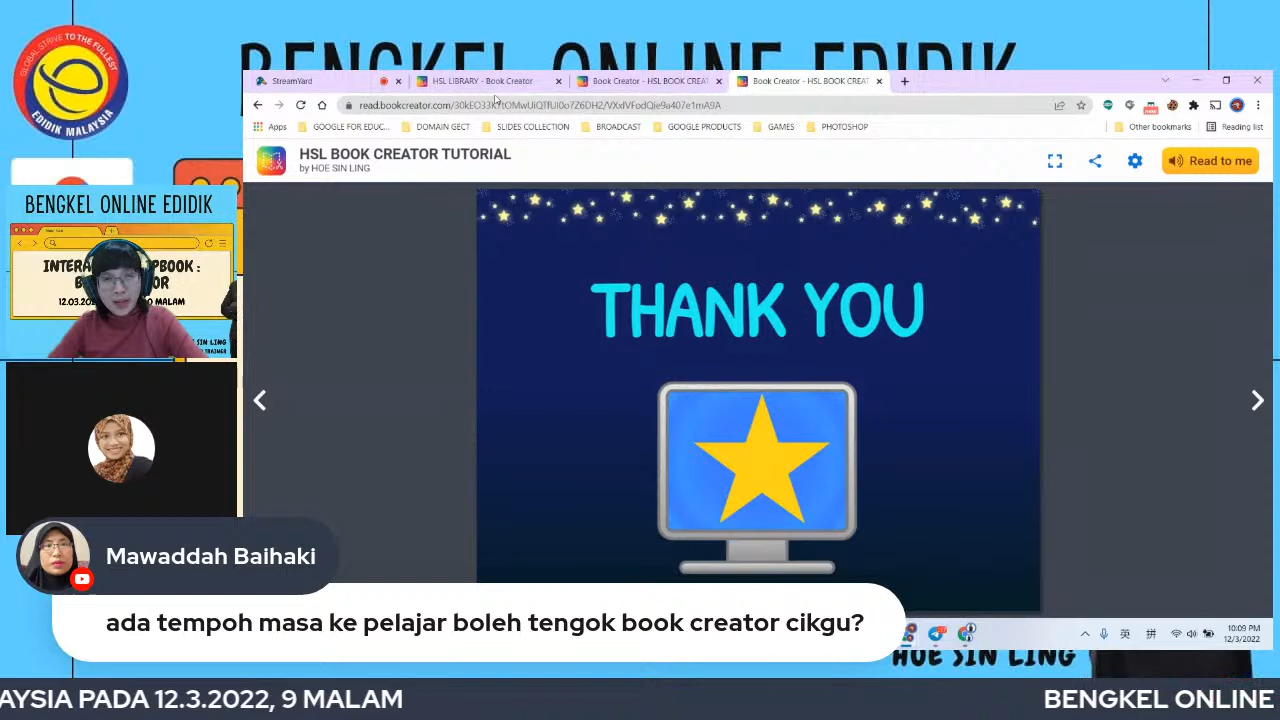 BENGKEL ONLINE EDIDIK
GLOBAL STRIVE TO THE FULLEST
EDIDIK MALAYSIA
StreamYard
HSL LIBRARY - Book Creator
Book Creator - HSL BOOK CREAT
Book Creator - HSL BOOK CREAT
Apps
GOOGLE FOR EDUC...
DOMAIN GECT
SLIDES COLLECTION
BROADCAST
GOOGLE PRODUCTS
GAMES
PHOTOSHOP
Other bookmarks
Reading list
HSL BOOK CREATOR TUTORIAL
by HOE SIN LING
Read to me
THANK YOU
BENGKEL ONLINE EDIDIK
Mawaddah Baihaki
ada tempoh masa ke pelajar boleh tengok book creator cikgu?
英
拼
10:09 PM
12/3/2022
HOE SIN LING
AYSIA PADA 12.3.2022, 9 MALAM
BENGKEL ONLINE